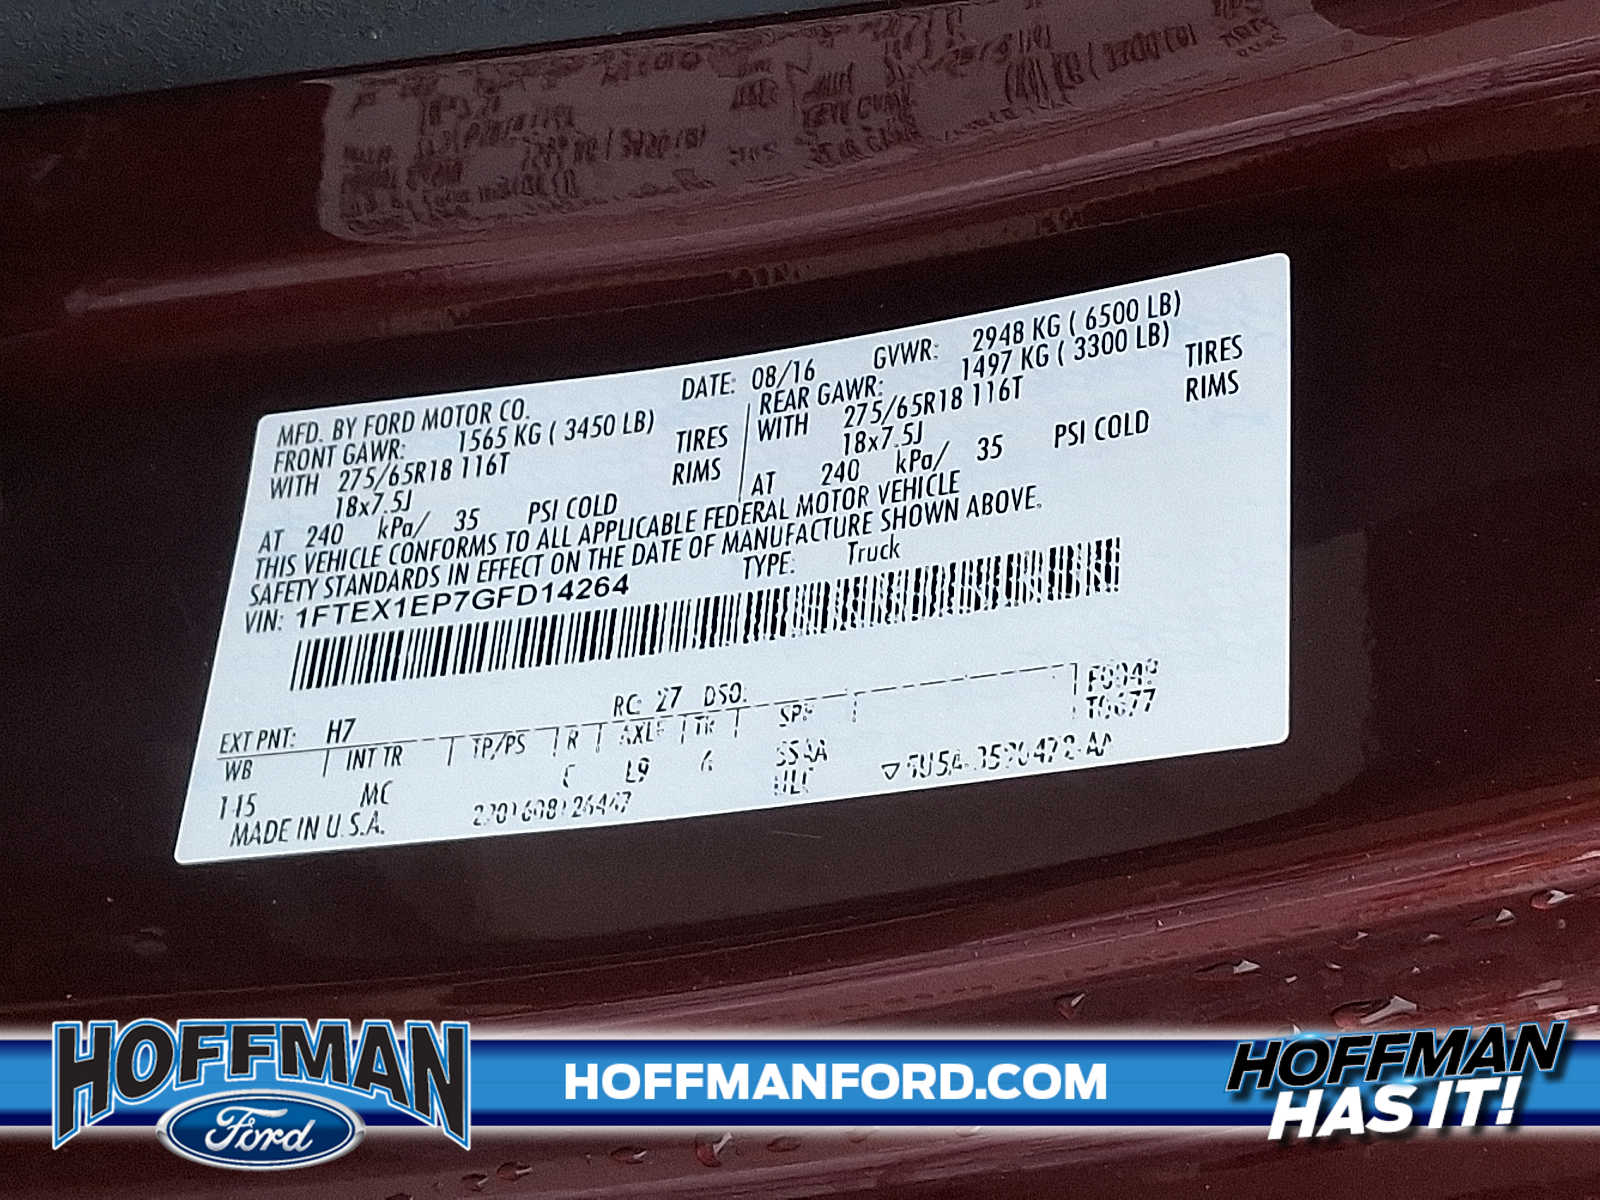 MFD. BY FORD MOTOR CO.
DATE: 08/16
GVWR: 2948 KG ( 6500 LB)
FRONT GAWR: 1565 KG ( 3450 LB)
REAR GAWR: 1497 KG ( 3300 LB)
WITH 275/65R18 116T TIRES
WITH 275/65R18 116T TIRES
18x7.5J RIMS
18x7.5J RIMS
AT 240 kPa/ 35 PSI COLD
AT 240 kPa/ 35 PSI COLD
THIS VEHICLE CONFORMS TO ALL APPLICABLE FEDERAL MOTOR VEHICLE
SAFETY STANDARDS IN EFFECT ON THE DATE OF MANUFACTURE SHOWN ABOVE.
VIN: 1FTEX1EP7GFD14264
TYPE: Truck
EXT PNT: H7 RC: 27 DSO:
WB INT TR TP/PS R AXLE TR
MC L9
MADE IN U.S.A.
HOFFMAN
Ford
HOFFMANFORD.COM
HOFFMAN
HAS IT!